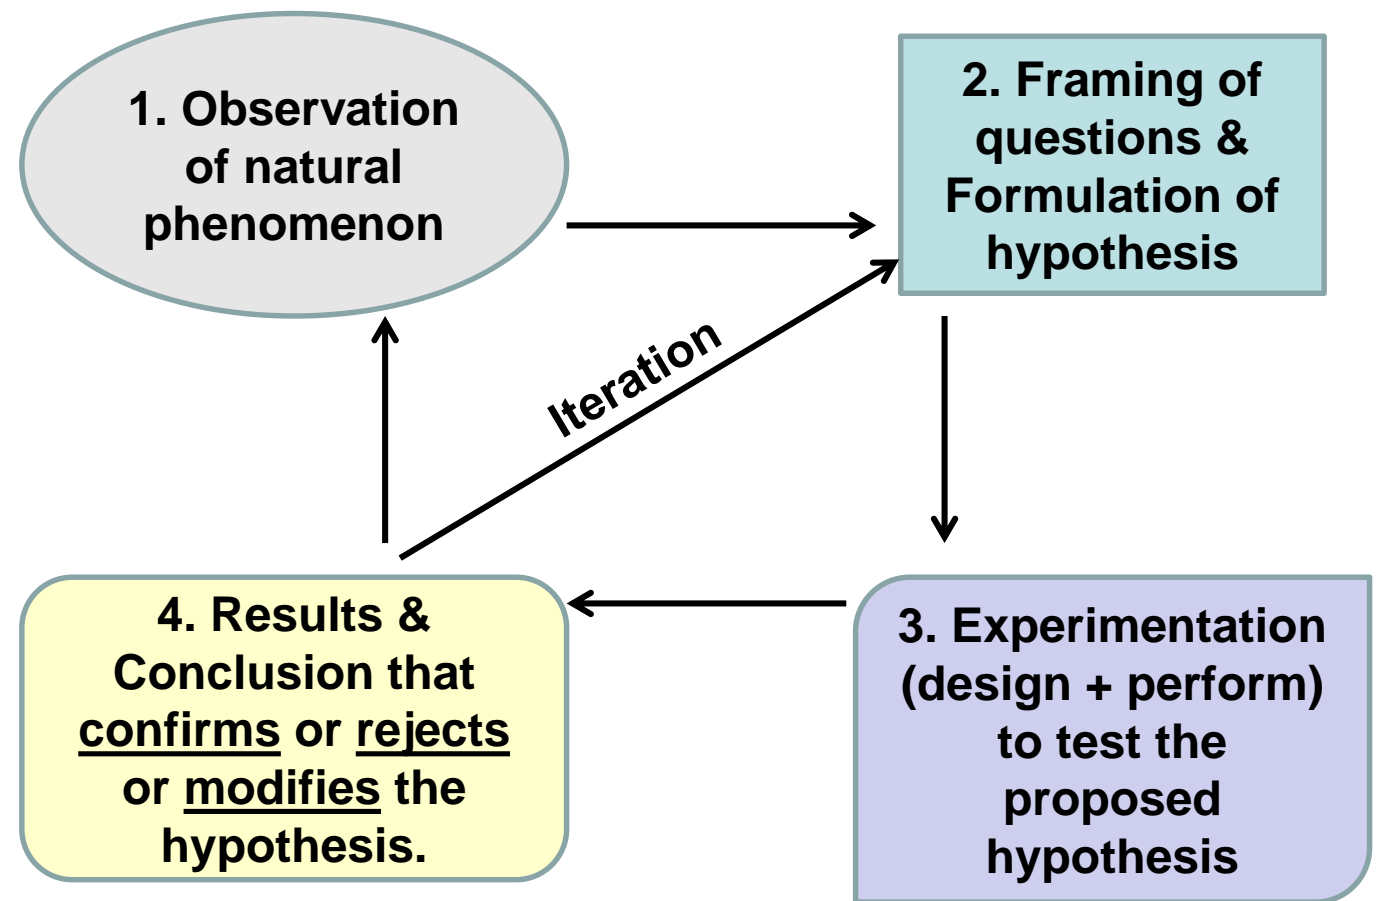 1. Observation
of natural
phenomenon
2. Framing of
questions &
Formulation of
hypothesis
Iteration
4. Results &
Conclusion that
confirms or rejects
or modifies the
hypothesis.
3. Experimentation
(design + perform)
to test the
proposed
hypothesis